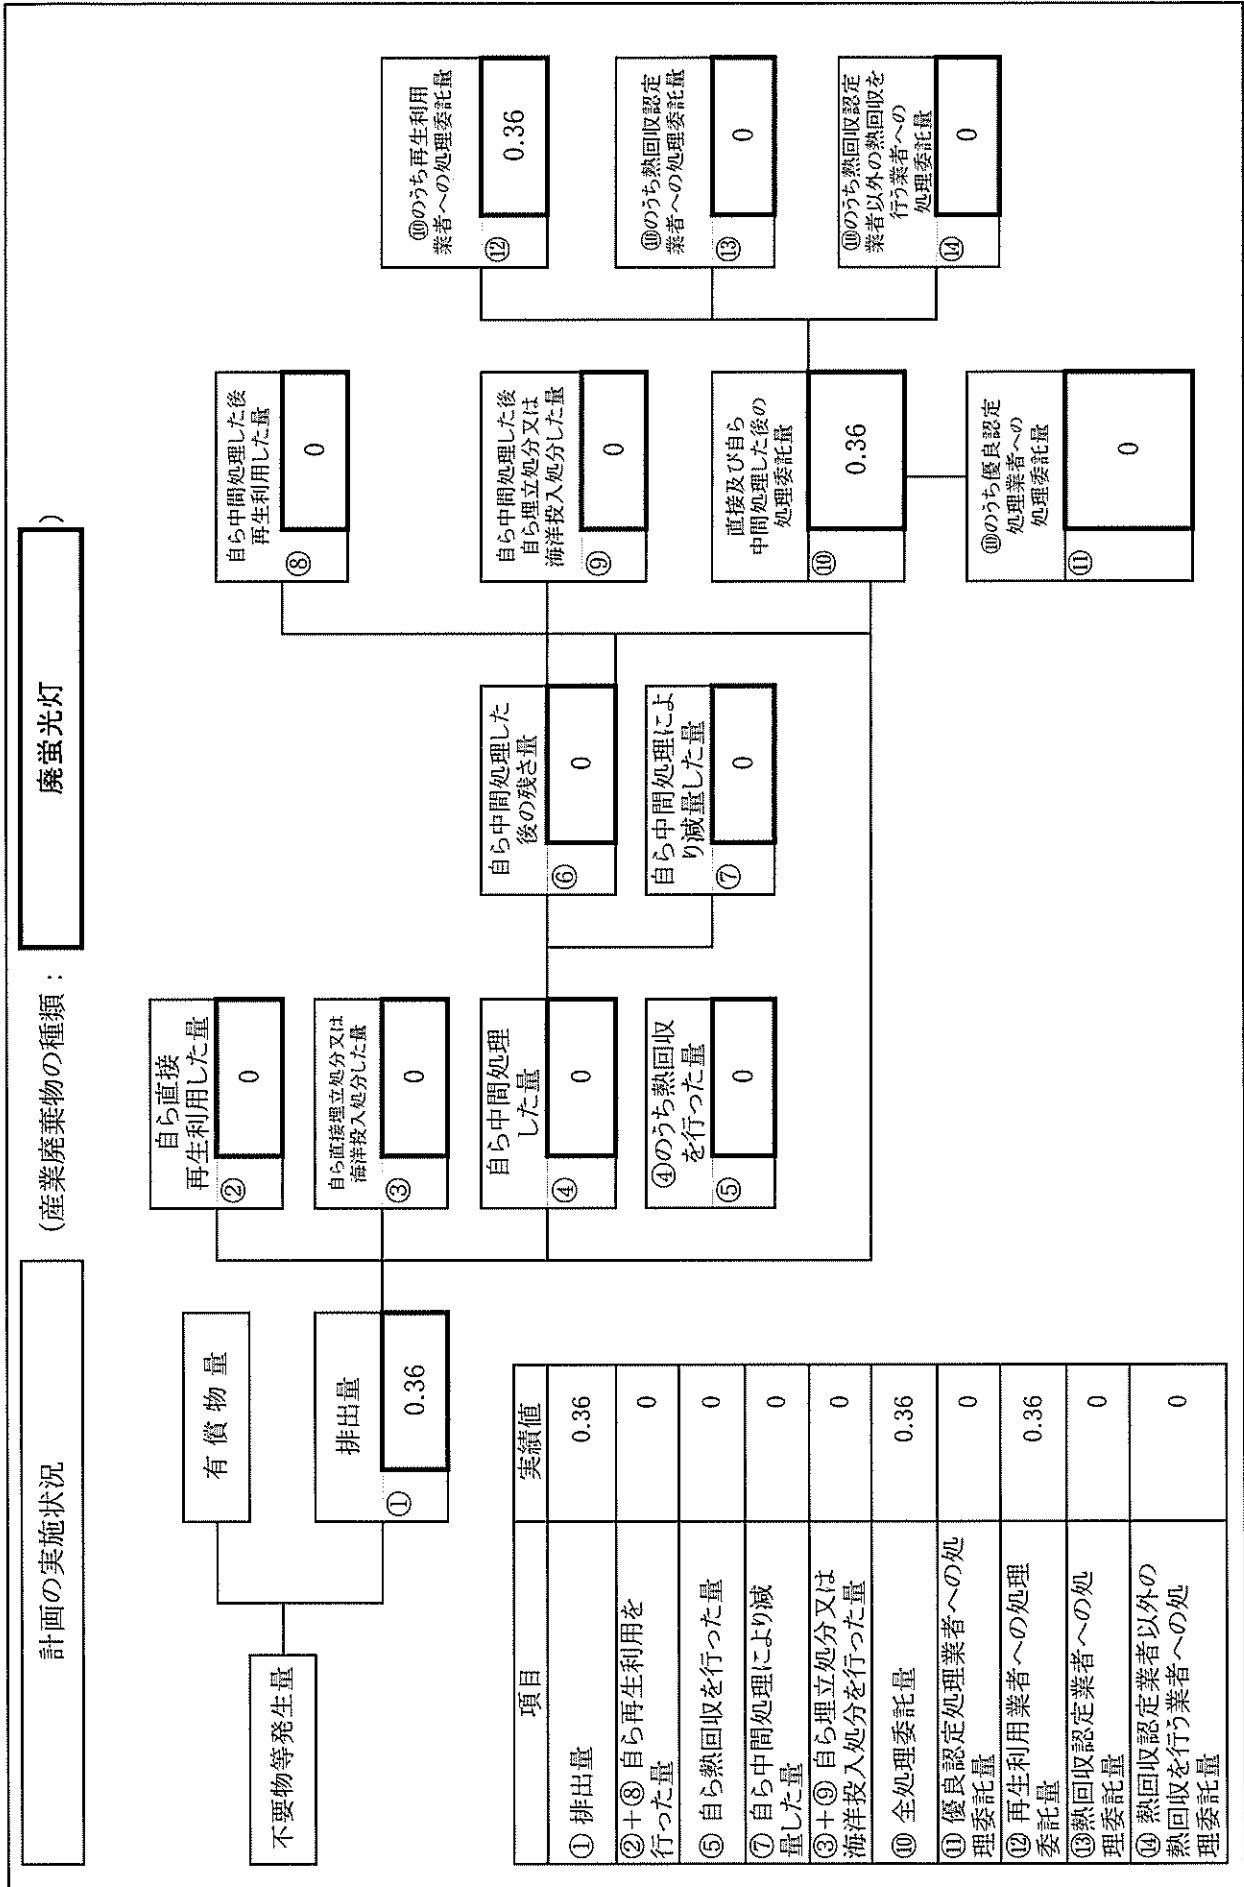 計画の実施状況
(産業廃棄物の種類： 廃蛍光灯 )
不要物等発生量
有償物量
排出量
① 0.36
自ら直接
再生利用した量
② 0
自ら直接埋立処分又は
海洋投入処分した量
③ 0
自ら中間処理
した量
④ 0
④のうち熱回収
を行った量
⑤ 0
自ら中間処理した
後の残さ量
⑥ 0
自ら中間処理によ
り減量した量
⑦ 0
自ら中間処理した後
再生利用した量
⑧ 0
自ら中間処理した後
自ら埋立処分又は
海洋投入処分した量
⑨ 0
直接及び自ら
中間処理した後の
処理委託量
⑩ 0.36
⑩のうち優良認定
処理業者への
処理委託量
⑪ 0
⑩のうち再生利用
業者への処理委託量
⑫ 0.36
⑩のうち熱回収認定
業者への処理委託量
⑬ 0
⑩のうち熱回収認定
業者以外の熱回収を
行う業者への
処理委託量
⑭ 0
項目 実績値
① 排出量 0.36
②＋⑧ 自ら再生利用を
行った量 0
⑤ 自ら熱回収を行った量 0
⑦ 自ら中間処理により減
量した量 0
③＋⑨ 自ら埋立処分又は
海洋投入処分を行った量 0
⑩ 全処理委託量 0.36
⑪ 優良認定処理業者への処
理委託量 0
⑫ 再生利用業者への処理
委託量 0.36
⑬熱回収認定業者への処
理委託量 0
⑭ 熱回収認定業者以外の
熱回収を行う業者への処
理委託量 0